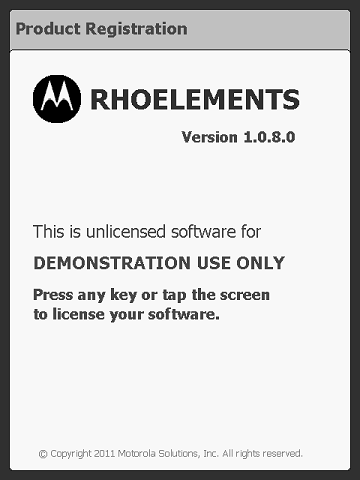 Product Registration
RHOELEMENTS
Version 1.0.8.0
This is unlicensed software for
DEMONSTRATION USE ONLY
Press any key or tap the screen
to license your software.
© Copyright 2011 Motorola Solutions, Inc. All rights reserved.